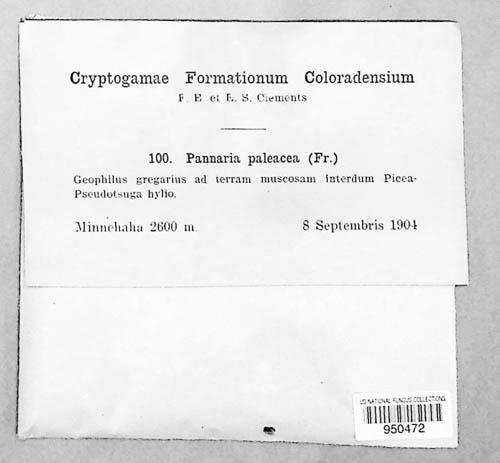 Cryptogamae Formationum Coloradensium
F. E. et E. S. Clements
100. Pannaria paleacea (Fr.)
Geophilus gregarius ad terram muscosam interdum Picea-
Pseudotsuga hylio.
Minnehaha 2600 m. 8 Septembris 1904
US NATIONAL FUNGUS COLLECTIONS
950472